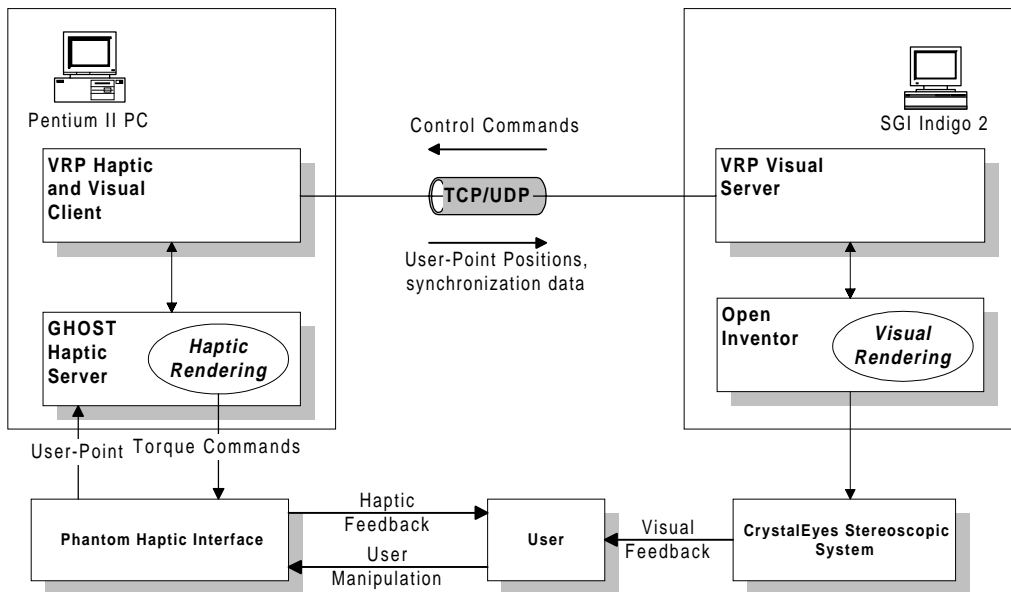 Pentium II PC
SGI Indigo 2
Control Commands
VRP Haptic
and Visual
Client
TCP/UDP
VRP Visual
Server
User-Point Positions,
synchronization data
GHOST
Haptic
Server
Haptic
Rendering
Open
Inventor
Visual
Rendering
User-Point
Torque Commands
Haptic
Feedback
Phantom Haptic Interface
User
Manipulation
User
Visual
Feedback
CrystalEyes Stereoscopic
System